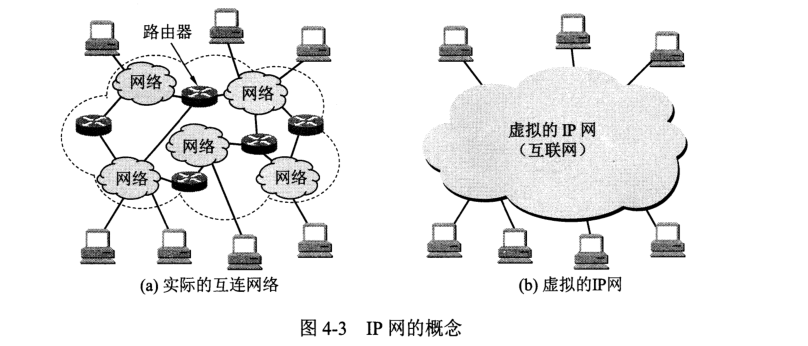 路由器
网络
网络
网络
网络
网络
虚拟的 IP 网
（互联网）
(a) 实际的互连网络
(b) 虚拟的IP网
图 4-3 IP 网的概念